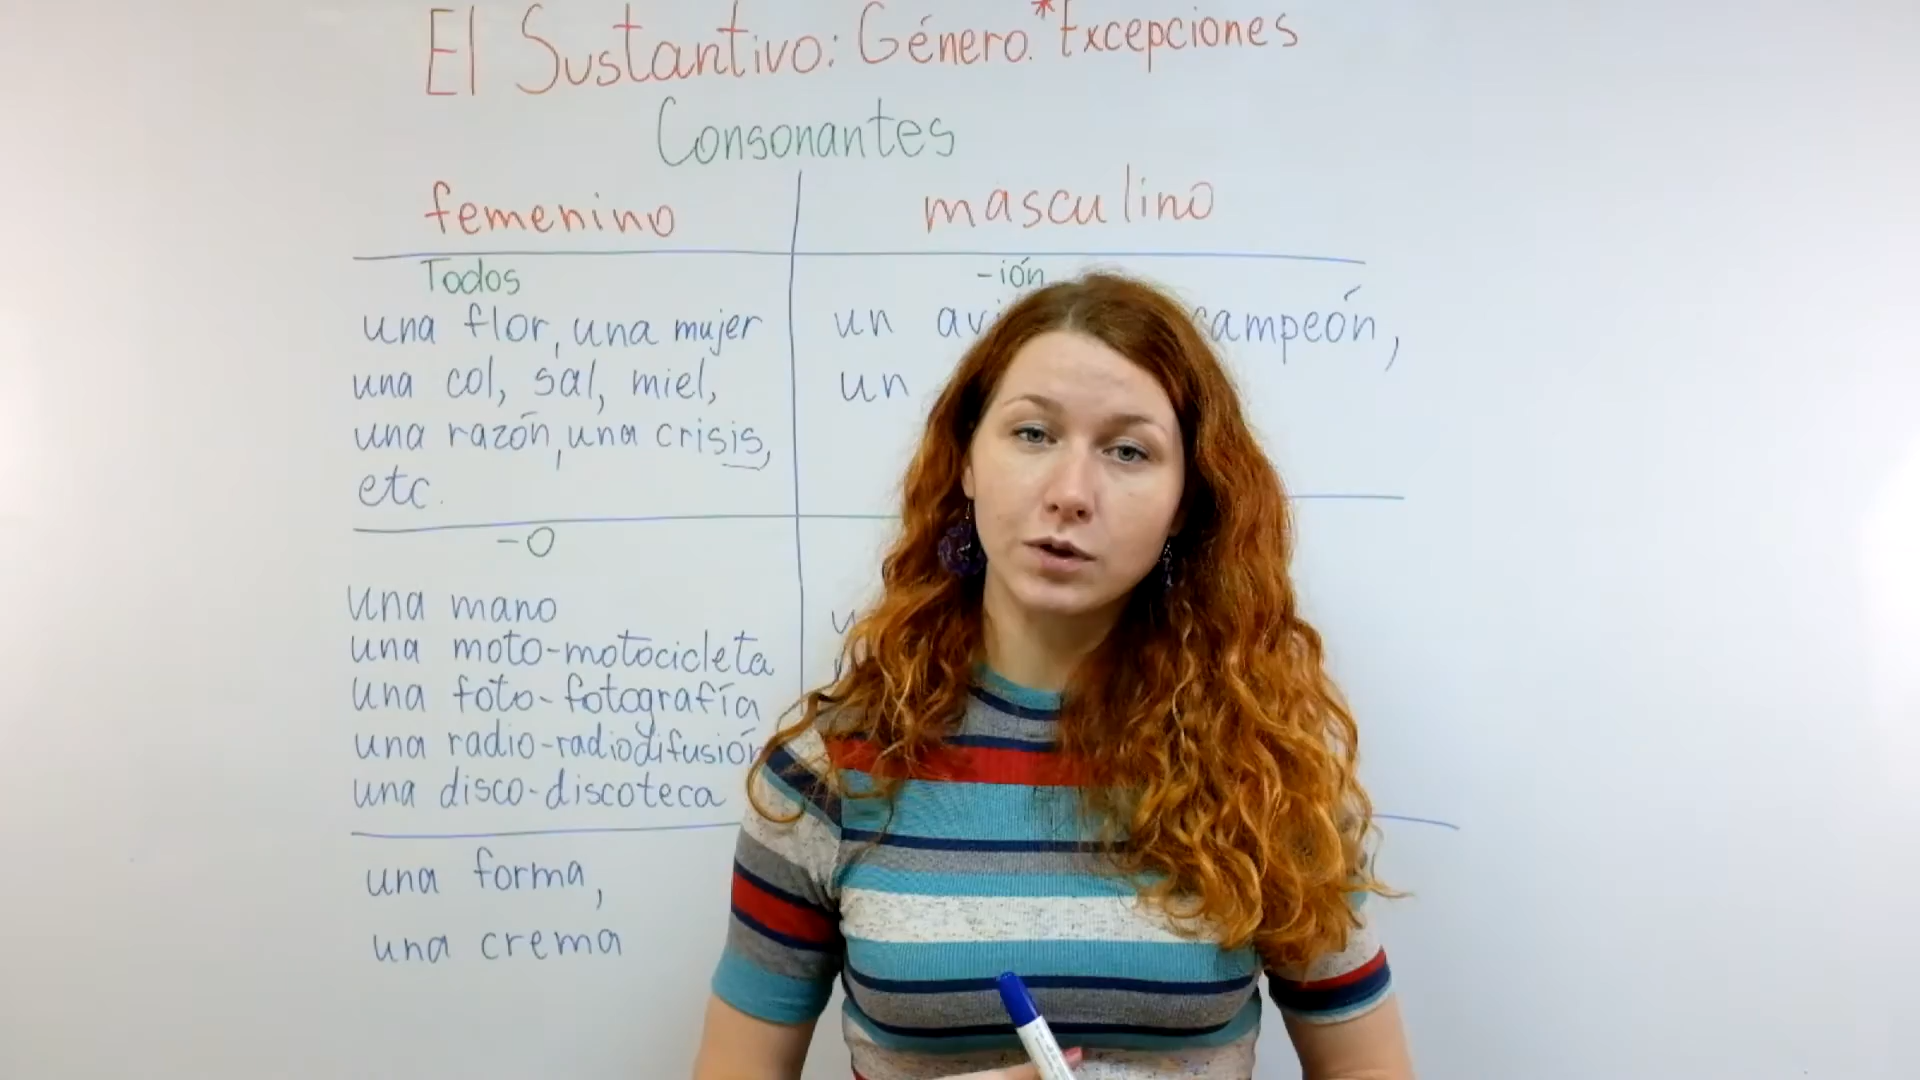 El Sustantivo: Género. *Excepciones
Consonantes
femenino
masculino
Todos
una flor, una mujer
una col, sal, miel,
una razón, una crisis,
etc.
-ión
un campeón,
un
-o
una mano
una moto-motocicleta
una foto-fotografía
una radio-radiodifusión
una disco-discoteca
una forma,
una crema